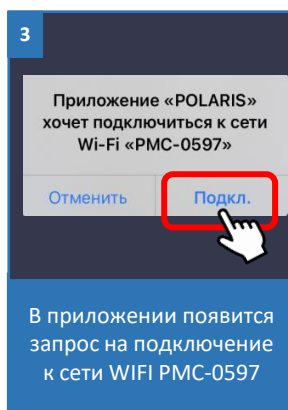 3
Приложение «POLARIS»
хочет подключиться к сети
Wi-Fi «PMC-0597»
Отменить
Подкл.
В приложении появится
запрос на подключение
к сети WIFI PMC-0597